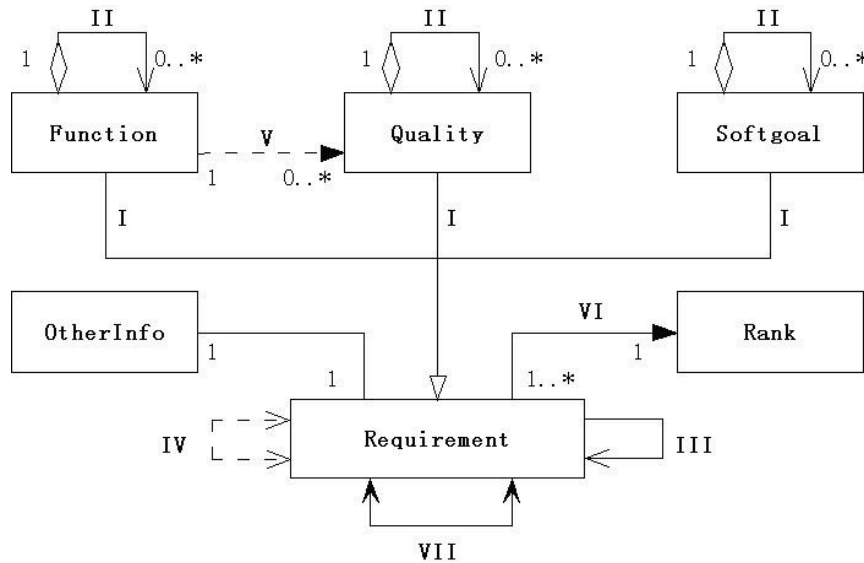 II II II
1 0..* 1 0..* 1 0..*
Function Quality Softgoal
V
1 0..*
I I I
OtherInfo VI Rank
1 1
1 1..*
IV Requirement III
VII